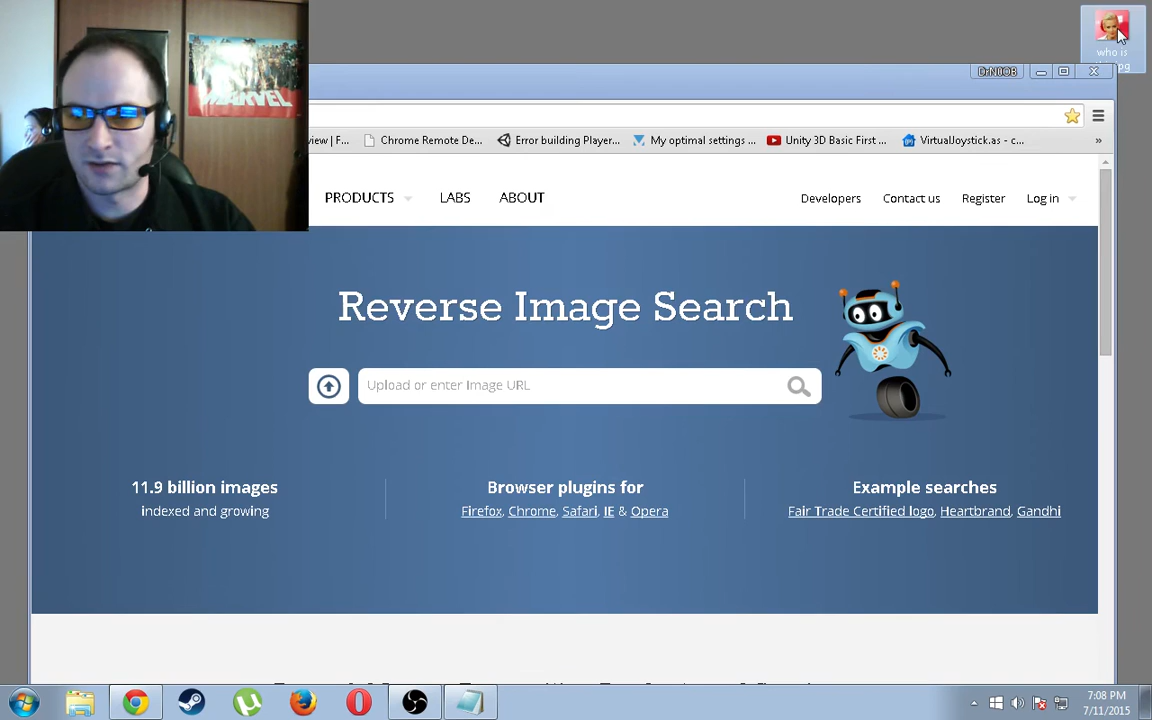 MARVEL
who is
DrN00B
view | F...
Chrome Remote De...
Error building Player...
My optimal settings ...
Unity 3D Basic First ...
VirtualJoystick.as - c...
»
PRODUCTS
LABS
ABOUT
Developers
Contact us
Register
Log in
Reverse Image Search
Upload or enter Image URL
11.9 billion images
indexed and growing
Browser plugins for
Firefox, Chrome, Safari, IE & Opera
Example searches
Fair Trade Certified logo, Heartbrand, Gandhi
7:08 PM
7/11/2015